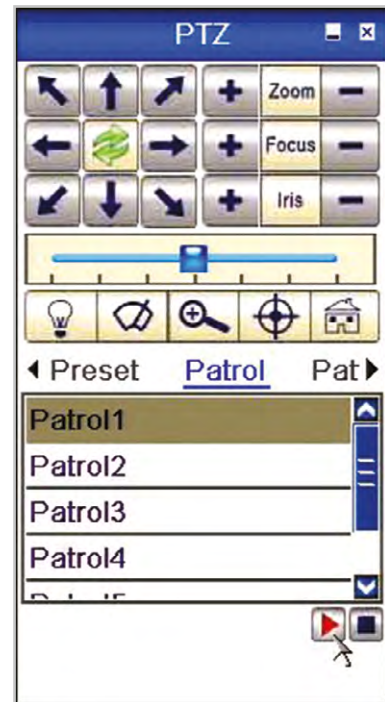 PTZ
Zoom
Focus
Iris
Preset Patrol Pat
Patrol1
Patrol2
Patrol3
Patrol4